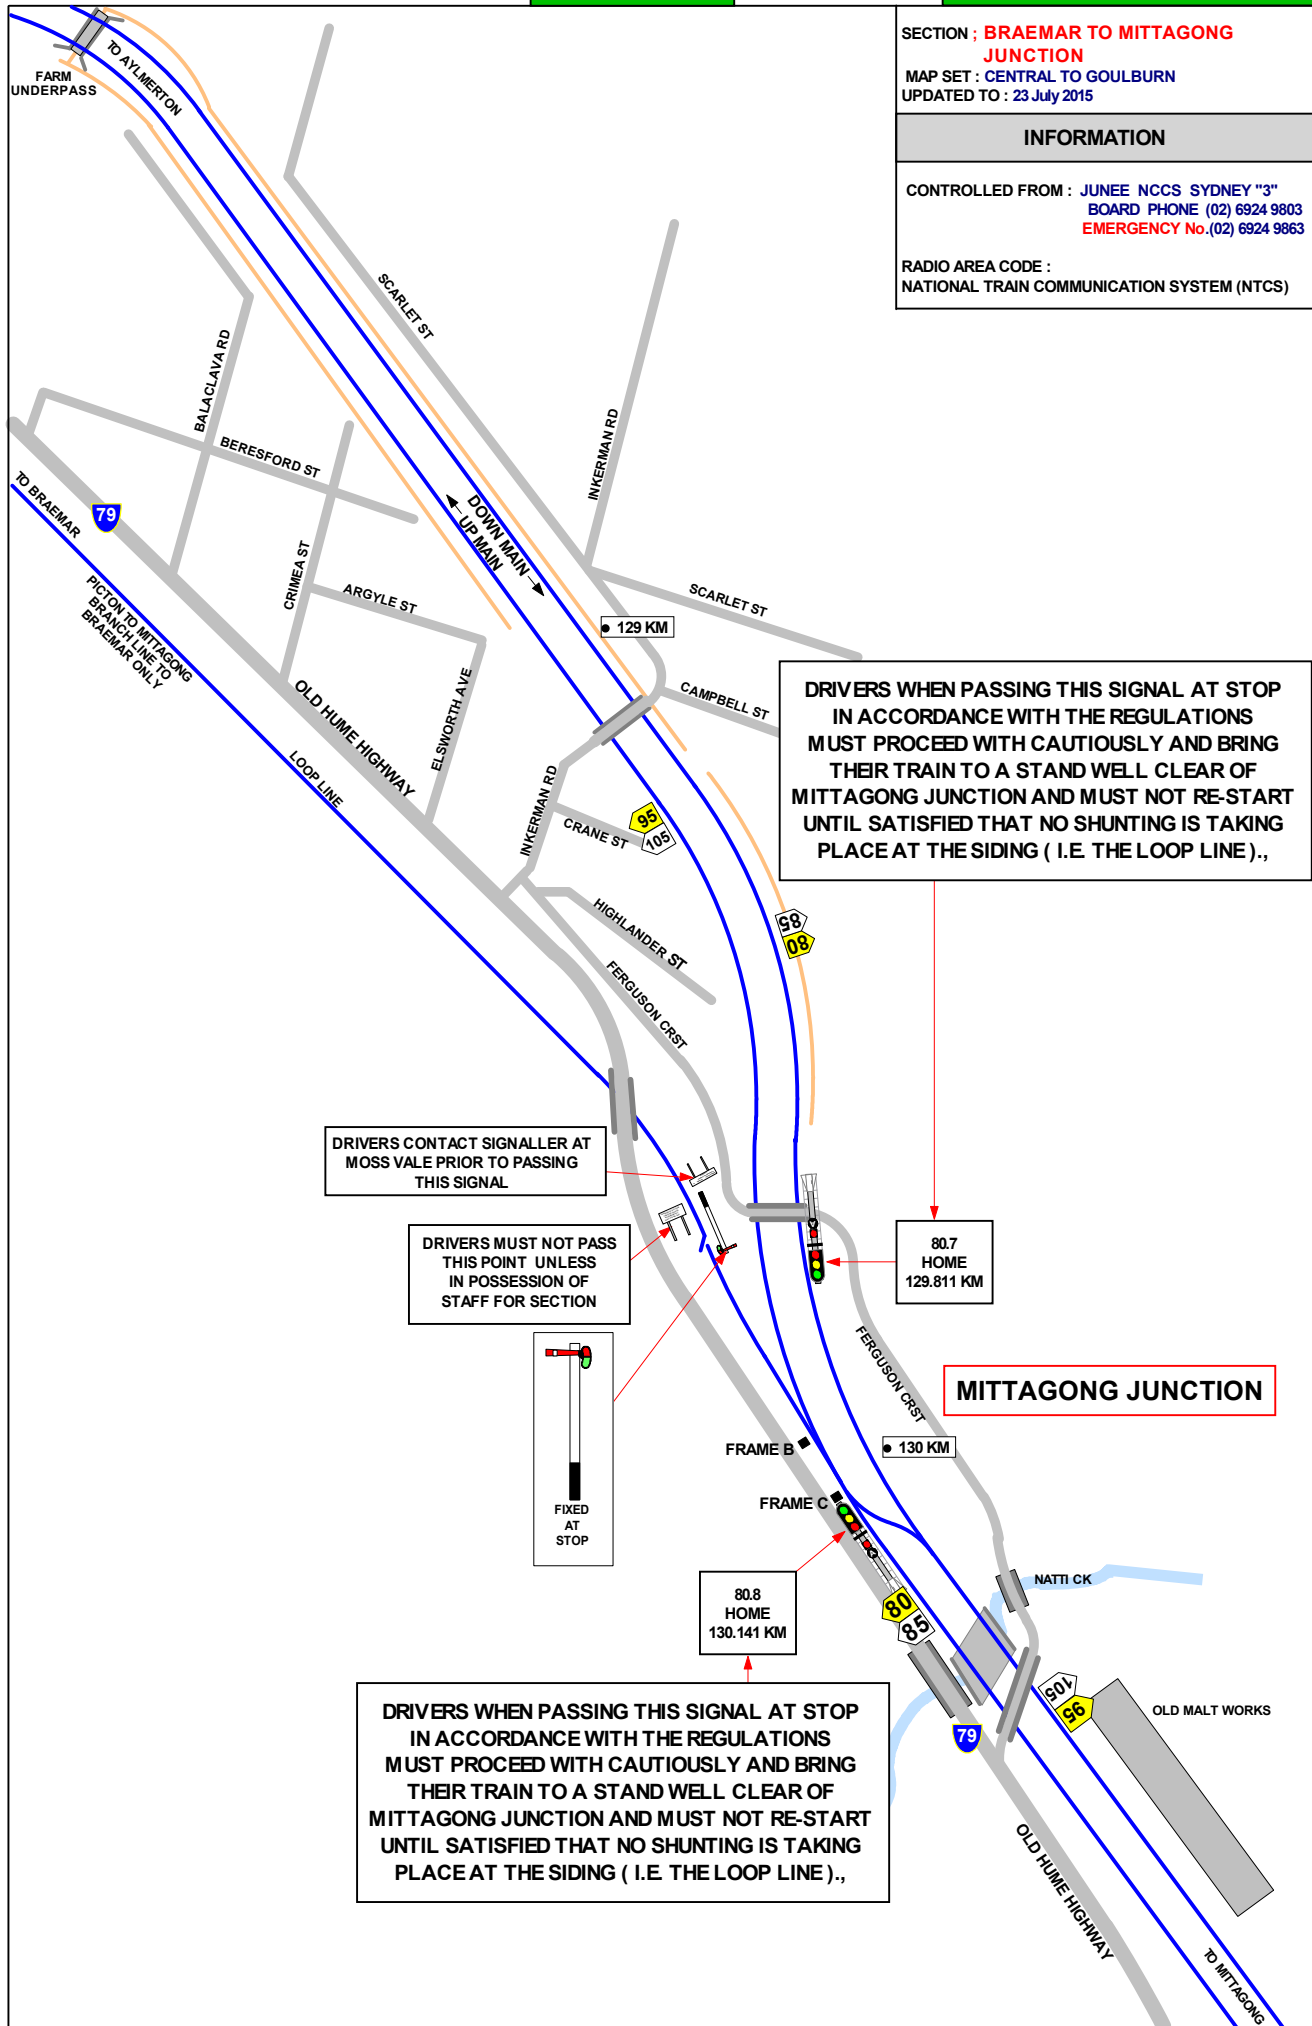 SECTION ; BRAEMAR TO MITTAGONG
JUNCTION
MAP SET : CENTRAL TO GOULBURN
UPDATED TO : 23 July 2015
INFORMATION
CONTROLLED FROM : JUNEE NCCS SYDNEY "3"
BOARD PHONE (02) 6924 9803
EMERGENCY No.(02) 6924 9863
RADIO AREA CODE :
NATIONAL TRAIN COMMUNICATION SYSTEM (NTCS)
FARM
UNDERPASS
TO AYLMERTON
SCARLET ST
INKERMAN RD
BALACLAVA RD
BERESFORD ST
TO BRAEMAR
79
CRIMEA ST
ARGYLE ST
DOWN MAIN
UP MAIN
SCARLET ST
129 KM
PICTON TO MITTAGONG
BRANCH LINE TO
BRAEMAR ONLY
OLD HUME HIGHWAY
ELSWORTH AVE
CAMPBELL ST
LOOP LINE
INKERMAN RD
CRANE ST
95
105
DRIVERS WHEN PASSING THIS SIGNAL AT STOP
IN ACCORDANCE WITH THE REGULATIONS
MUST PROCEED WITH CAUTIOUSLY AND BRING
THEIR TRAIN TO A STAND WELL CLEAR OF
MITTAGONG JUNCTION AND MUST NOT RE-START
UNTIL SATISFIED THAT NO SHUNTING IS TAKING
PLACE AT THE SIDING ( I.E. THE LOOP LINE ).,
85
80
HIGHLANDER ST
FERGUSON CRST
DRIVERS CONTACT SIGNALLER AT
MOSS VALE PRIOR TO PASSING
THIS SIGNAL
DRIVERS MUST NOT PASS
THIS POINT UNLESS
IN POSSESSION OF
STAFF FOR SECTION
80.7
HOME
129.811 KM
FIXED
AT
STOP
FERGUSON CRST
MITTAGONG JUNCTION
FRAME B
130 KM
FRAME C
80.8
HOME
130.141 KM
80
85
NATTI CK
105
95
OLD MALT WORKS
79
DRIVERS WHEN PASSING THIS SIGNAL AT STOP
IN ACCORDANCE WITH THE REGULATIONS
MUST PROCEED WITH CAUTIOUSLY AND BRING
THEIR TRAIN TO A STAND WELL CLEAR OF
MITTAGONG JUNCTION AND MUST NOT RE-START
UNTIL SATISFIED THAT NO SHUNTING IS TAKING
PLACE AT THE SIDING ( I.E. THE LOOP LINE ).,
OLD HUME HIGHWAY
TO MITTAGONG